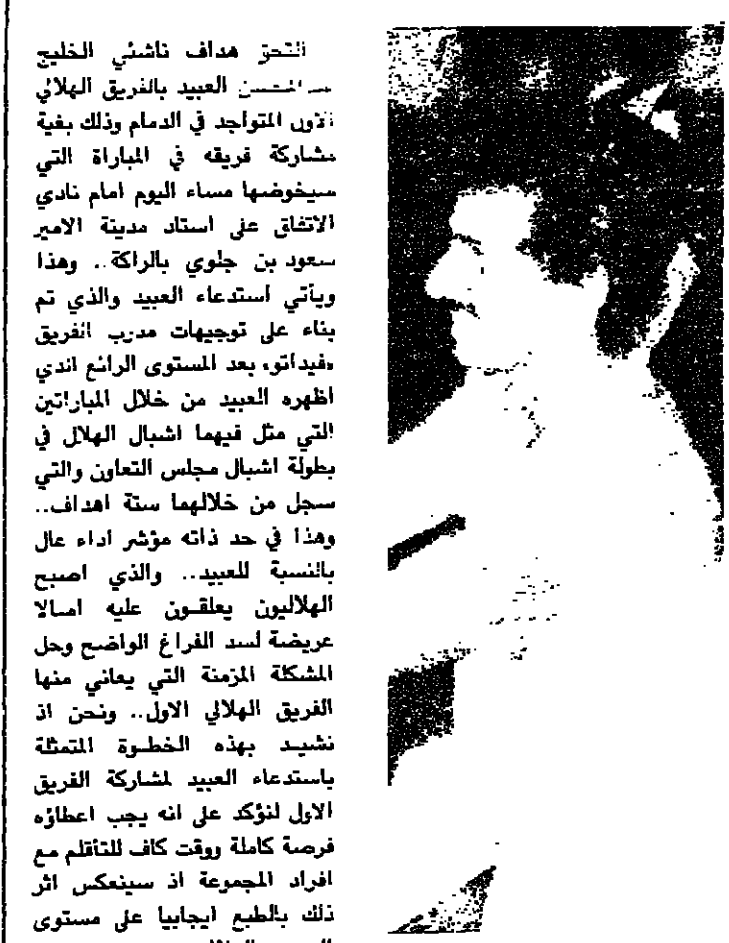 التحق هداف ناشئي الخليج
العبيد بالفريق الهلالي
الاول المتواجد في الدمام وذلك بغية
مشاركة فريقه في المباراة التي
سيخوضها مساء اليوم امام نادي
الاتفاق على استاد مدينة الامير
سعود بن جلوي بالراكة.. وهذا
ويأتي استدعاء العبيد والذي تم
بناء على توجيهات مدرب الفريق
«فيداتو» بعد المستوى الرائع الذي
اظهره العبيد من خلال المباراتين
التي مثل فيهما اشبال الهلال في
بطولة اشبال مجلس التعاون والتي
سجل من خلالهما ستة اهداف..
وهذا في حد ذاته مؤشر اداء عال
بالنسبة للعبيد.. والذي اصبح
الهلاليون يعلقون عليه امالا
عريضة لسد الفراغ الواضح وحل
المشكلة المزمنة التي يعاني منها
الفريق الهلالي الاول.. ونحن اذ
نشيد بهذه الخطوة المتمثلة
باستدعاء العبيد لمشاركة الفريق
الاول لنؤكد على انه يجب اعطاؤه
فرصة كاملة ووقت كاف للتأقلم مع
افراد المجموعة اذ سينعكس اثر
ذلك بالطبع ايجابيا على مستوى